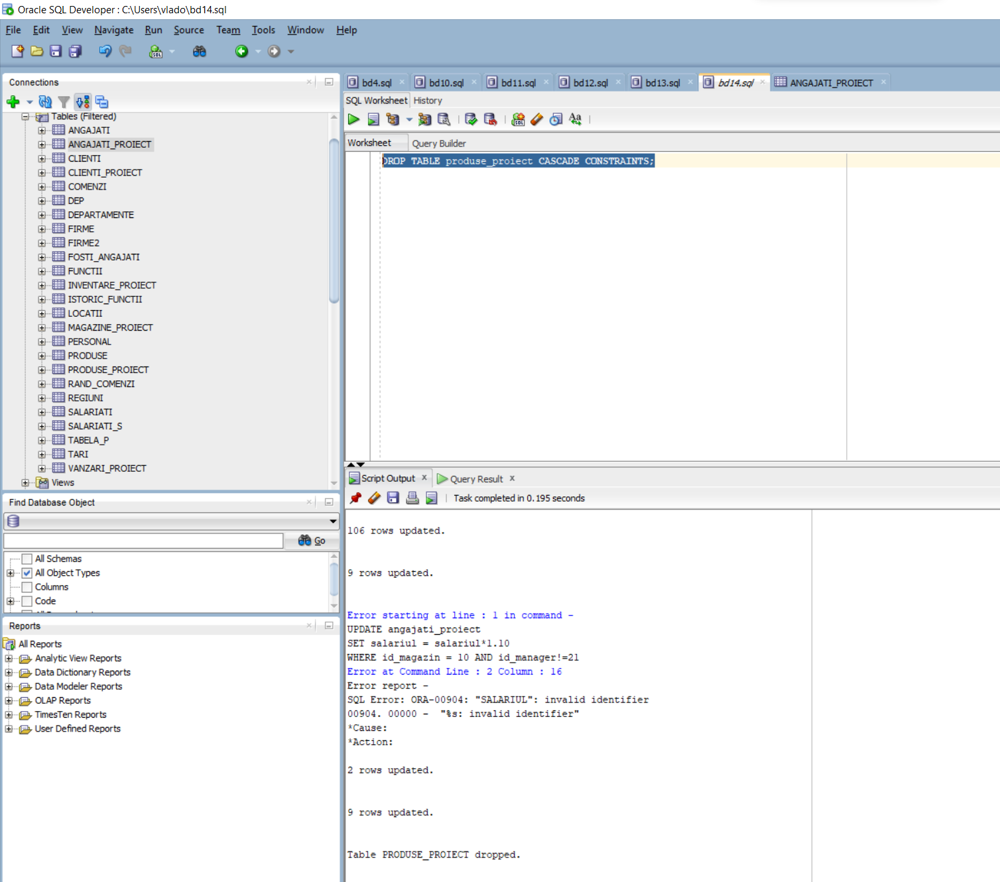 Oracle SQL Developer : C:\Users\vlado\bd14.sql
File Edit View Navigate Run Source Team Tools Window Help
Connections
Tables (Filtered)
ANGAJATI
ANGAJATI_PROIECT
CLIENTI
CLIENTI_PROIECT
COMENZI
DEP
DEPARTAMENTE
FIRME
FIRME2
FOSTI_ANGAJATI
FUNCTII
INVENTARE_PROIECT
ISTORIC_FUNCTII
LOCATII
MAGAZINE_PROIECT
PERSONAL
PRODUSE
PRODUSE_PROIECT
RAND_COMENZI
REGIUNI
SALARIATI
SALARIATI_S
TABELA_P
TARI
VANZARI_PROIECT
Views
Find Database Object
Go
All Schemas
All Object Types
Columns
Code
Reports
All Reports
Analytic View Reports
Data Dictionary Reports
Data Modeler Reports
OLAP Reports
TimesTen Reports
User Defined Reports
bd4.sql bd10.sql bd11.sql bd12.sql bd13.sql bd14.sql ANGAJATI_PROIECT
SQL Worksheet History
Worksheet Query Builder
DROP TABLE produse_proiect CASCADE CONSTRAINTS;
Script Output x Query Result x
Task completed in 0.195 seconds
106 rows updated.
9 rows updated.
Error starting at line : 1 in command -
UPDATE angajati_proiect
SET salariul = salariul*1.10
WHERE id_magazin = 10 AND id_manager!=21
Error at Command Line : 2 Column : 16
Error report -
SQL Error: ORA-00904: "SALARIUL": invalid identifier
00904. 00000 -  "%s: invalid identifier"
*Cause:
*Action:
2 rows updated.
9 rows updated.
Table PRODUSE_PROIECT dropped.